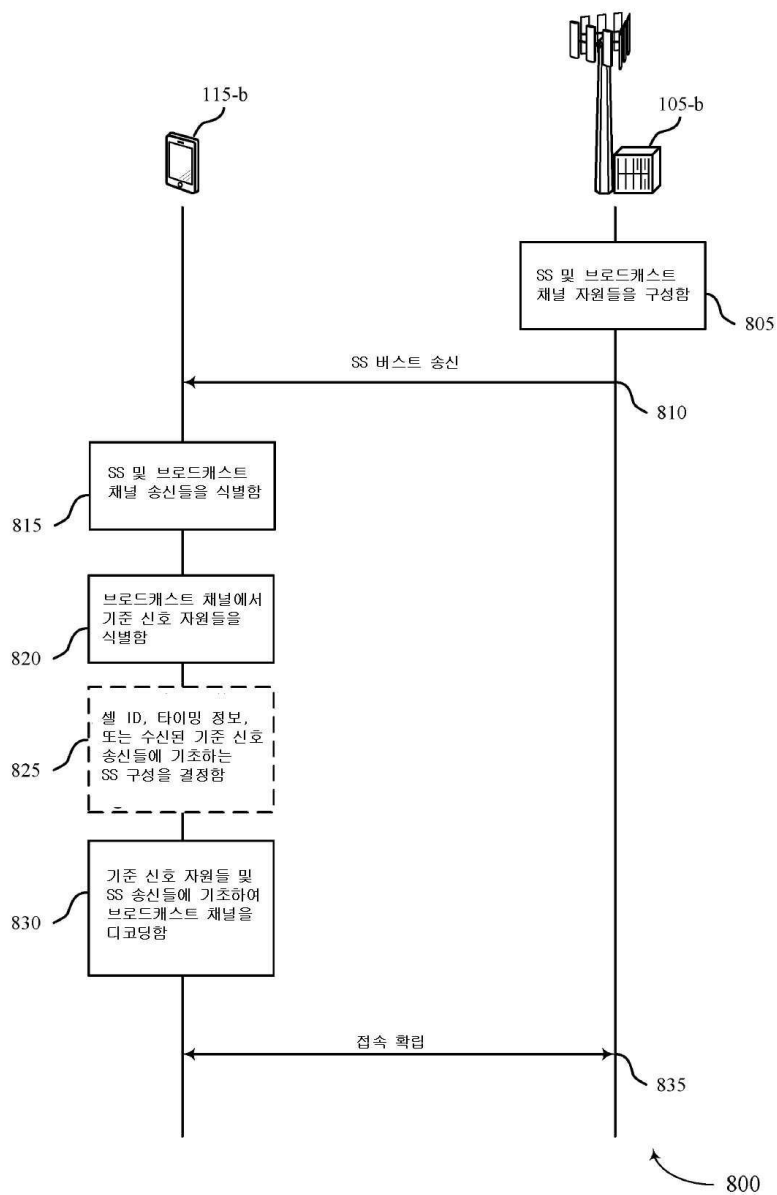 115-b
105-b
SS 및 브로드캐스트
채널 자원들을 구성함
805
SS 버스트 송신
810
SS 및 브로드캐스트
채널 송신들을 식별함
815
브로드캐스트 채널에서
기준 신호 자원들을
식별함
820
셀 ID, 타이밍 정보,
또는 수신된 기준 신호
송신들에 기초하는
SS 구성을 결정함
825
기준 신호 자원들 및
SS 송신들에 기초하여
브로드캐스트 채널을
디코딩함
830
접속 확립
835
800